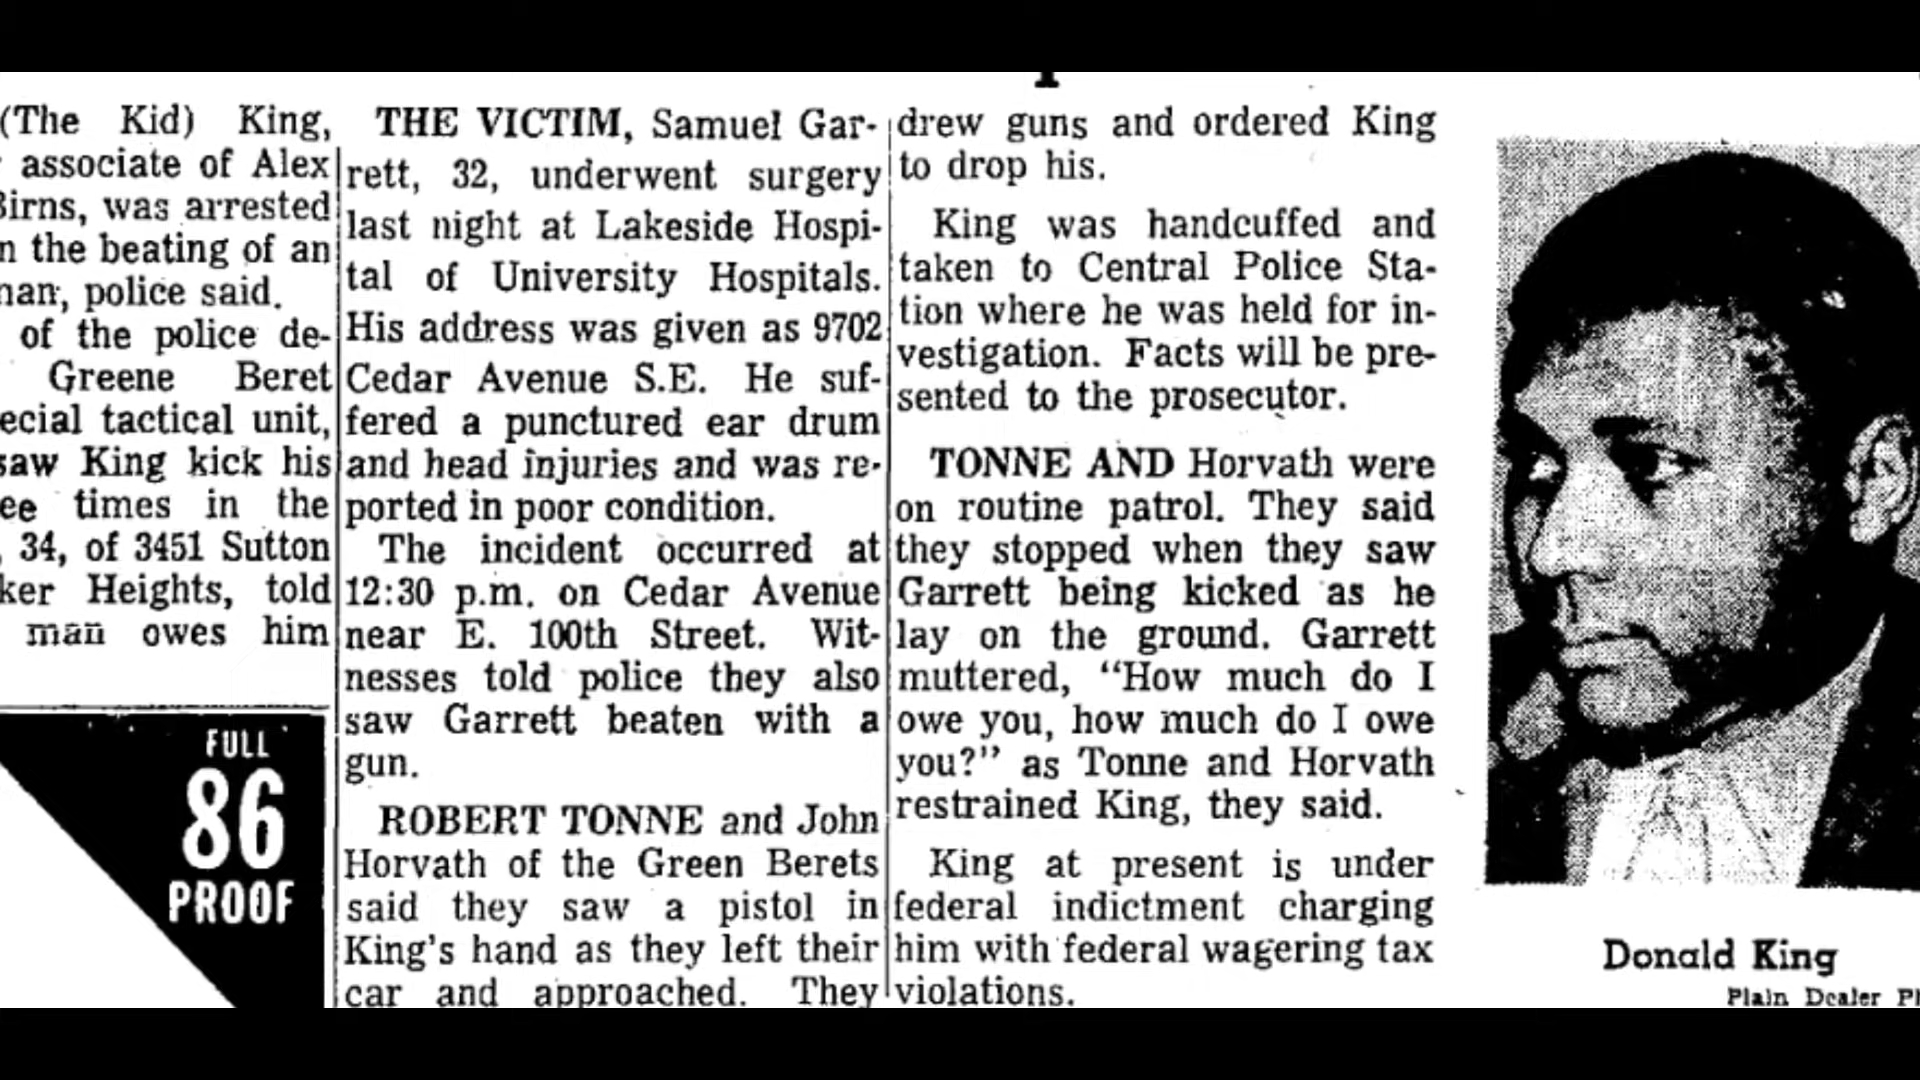 (The Kid) King,
associate of Alex
Birns, was arrested
n the beating of an
man, police said.
of the police de-
Greene Beret
ecial tactical unit,
saw King kick his
ee times in the
, 34, of 3451 Sutton
ker Heights, told
man owes him
FULL
86
PROOF
THE VICTIM, Samuel Gar-
rett, 32, underwent surgery
last night at Lakeside Hospi-
tal of University Hospitals.
His address was given as 9702
Cedar Avenue S.E. He suf-
fered a punctured ear drum
and head injuries and was re-
ported in poor condition.
The incident occurred at
12:30 p.m. on Cedar Avenue
near E. 100th Street. Wit-
nesses told police they also
saw Garrett beaten with a
gun.
ROBERT TONNE and John
Horvath of the Green Berets
said they saw a pistol in
King's hand as they left their
car and approached. They
drew guns and ordered King
to drop his.
King was handcuffed and
taken to Central Police Sta-
tion where he was held for in-
vestigation. Facts will be pre-
sented to the prosecutor.
TONNE AND Horvath were
on routine patrol. They said
they stopped when they saw
Garrett being kicked as he
lay on the ground. Garrett
muttered, "How much do I
owe you, how much do I owe
you?" as Tonne and Horvath
restrained King, they said.
King at present is under
federal indictment charging
him with federal wagering tax
violations.
Donald King
Plain Dealer Ph